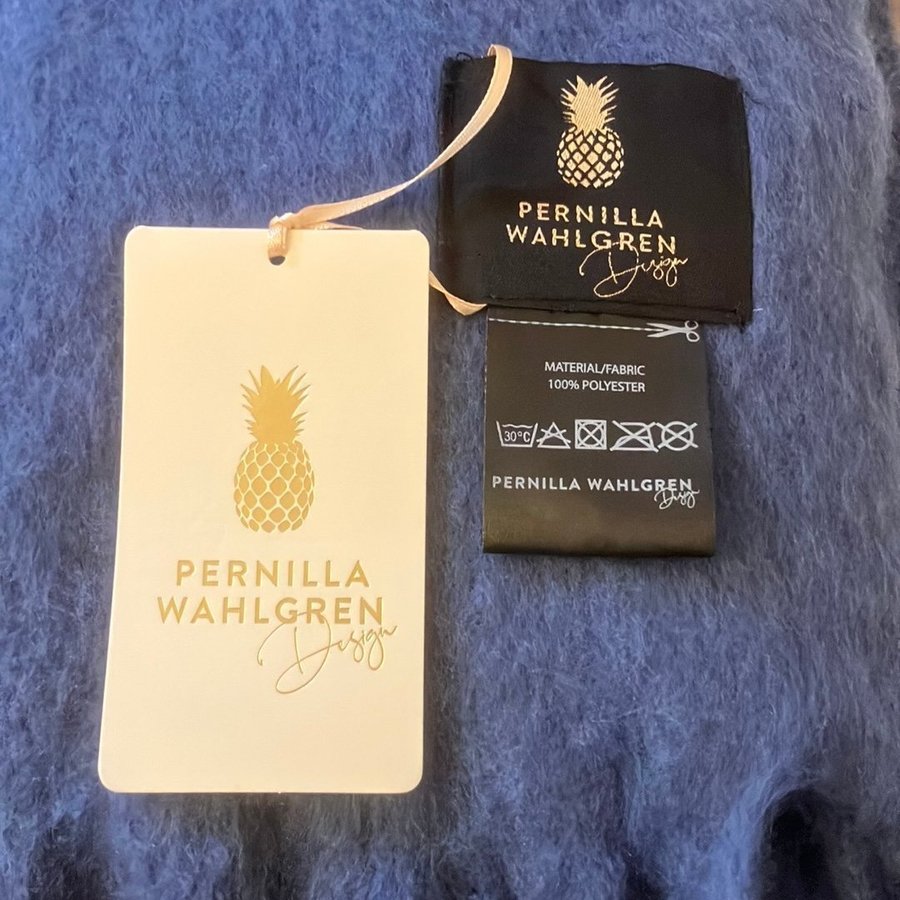 PERNILLA
WAHLGREN
Design
PERNILLA
WAHLGREN
Design
MATERIAL/FABRIC
100% POLYESTER
30°C
PERNILLA WAHLGREN
Design